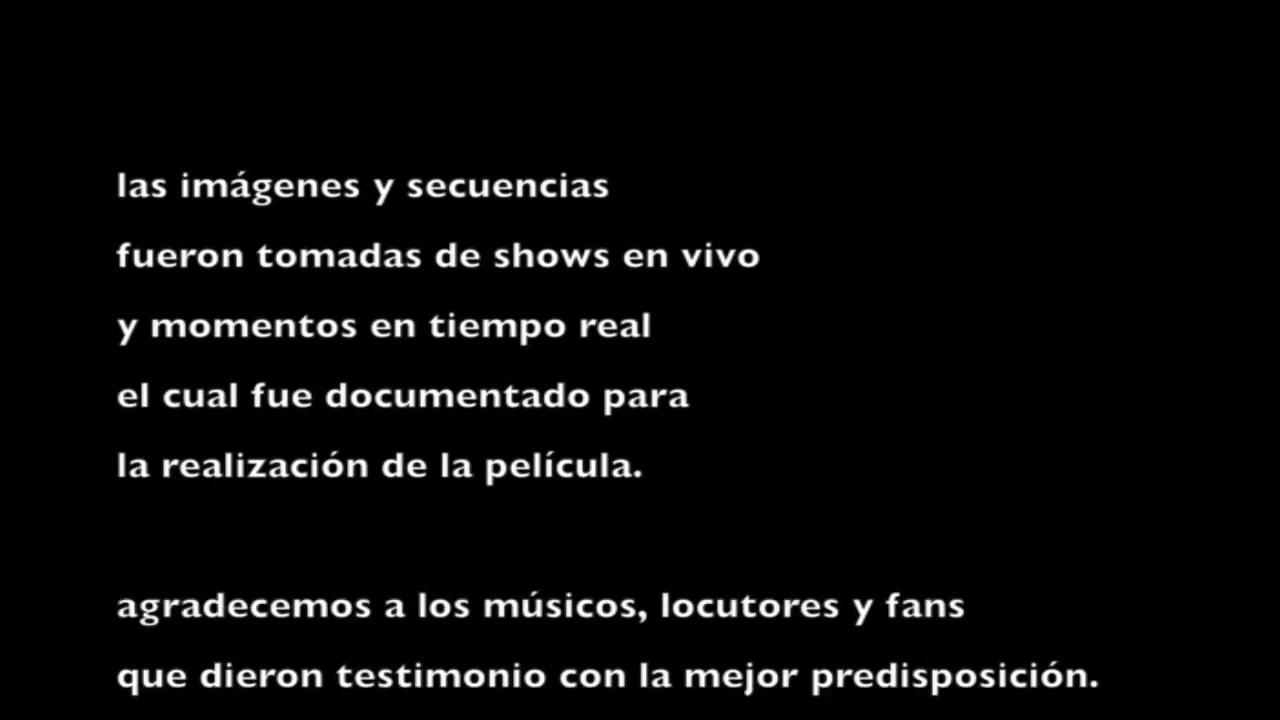 las imágenes y secuencias
fueron tomadas de shows en vivo
y momentos en tiempo real
el cual fue documentado para
la realización de la película.
agradecemos a los músicos, locutores y fans
que dieron testimonio con la mejor predisposición.